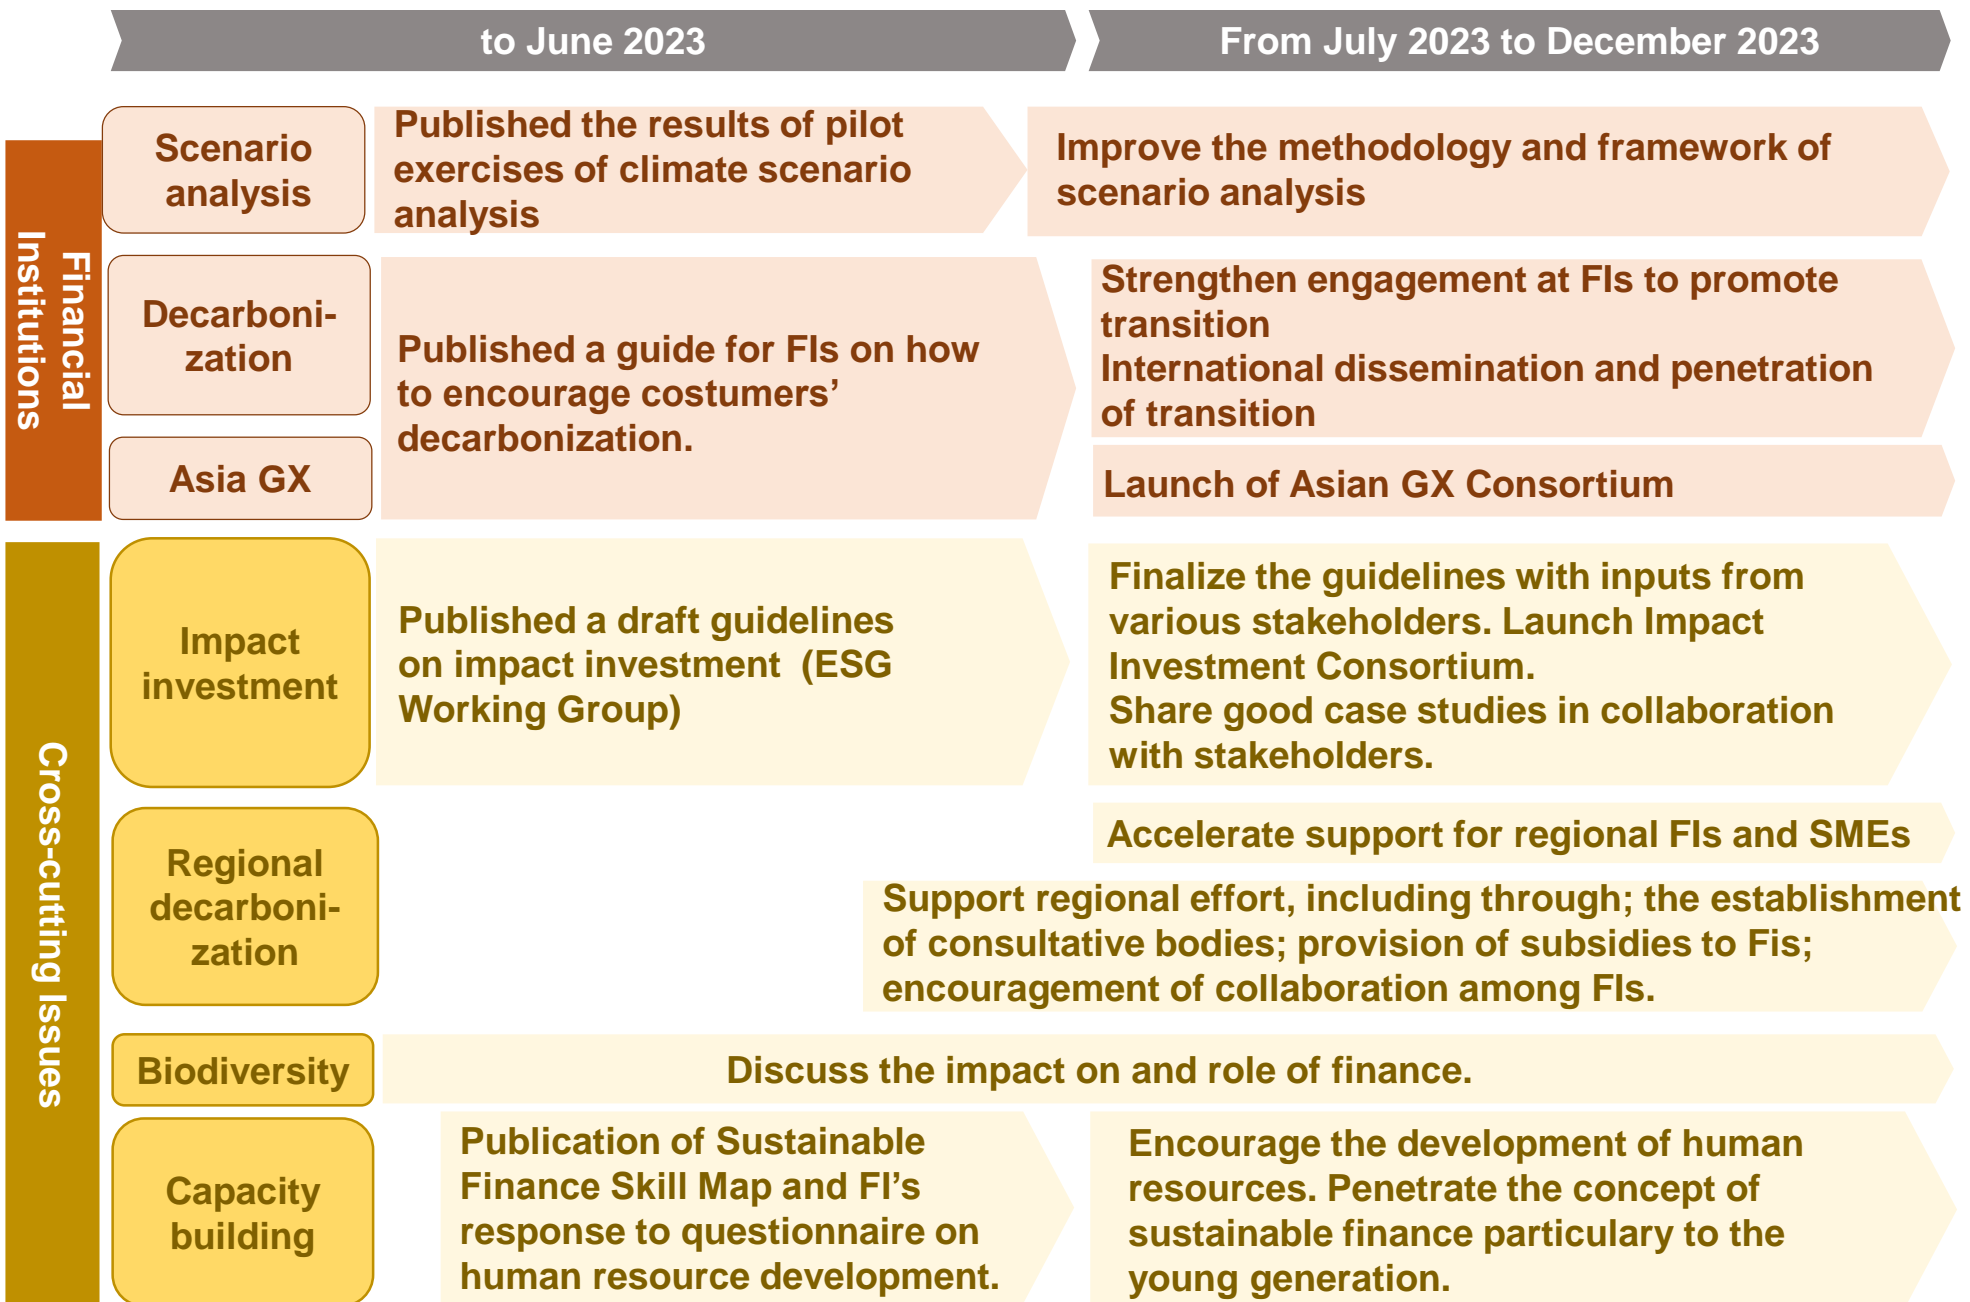 to June 2023
From July 2023 to December 2023
Financial
Institutions
Scenario
analysis
Published the results of pilot
exercises of climate scenario
analysis
Improve the methodology and framework of
scenario analysis
Decarboni-
zation
Published a guide for FIs on how
to encourage costumers’
decarbonization.
Strengthen engagement at FIs to promote
transition
International dissemination and penetration
of transition
Asia GX
Launch of Asian GX Consortium
Cross-cutting Issues
Impact
investment
Published a draft guidelines
on impact investment (ESG
Working Group)
Finalize the guidelines with inputs from
various stakeholders. Launch Impact
Investment Consortium.
Share good case studies in collaboration
with stakeholders.
Regional
decarboni-
zation
Accelerate support for regional FIs and SMEs
Support regional effort, including through; the establishment
of consultative bodies; provision of subsidies to Fis;
encouragement of collaboration among FIs.
Biodiversity
Discuss the impact on and role of finance.
Capacity
building
Publication of Sustainable
Finance Skill Map and FI’s
response to questionnaire on
human resource development.
Encourage the development of human
resources. Penetrate the concept of
sustainable finance particulary to the
young generation.